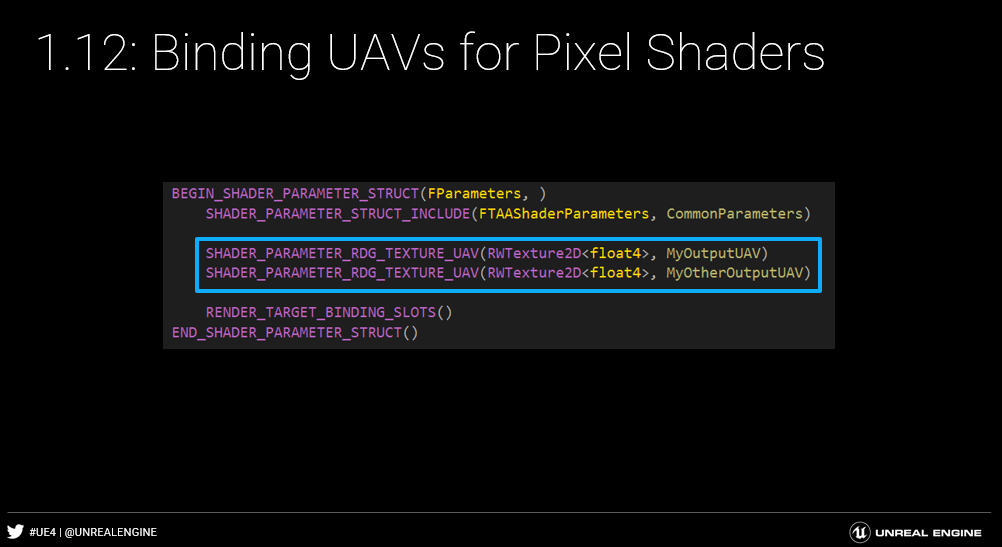 1.12: Binding UAVs for Pixel Shaders
BEGIN_SHADER_PARAMETER_STRUCT(FParameters, )
SHADER_PARAMETER_STRUCT_INCLUDE(FTAAShaderParameters, CommonParameters)
SHADER_PARAMETER_RDG_TEXTURE_UAV(RWTexture2D<float4>, MyOutputUAV)
SHADER_PARAMETER_RDG_TEXTURE_UAV(RWTexture2D<float4>, MyOtherOutputUAV)
RENDER_TARGET_BINDING_SLOTS()
END_SHADER_PARAMETER_STRUCT()
#UE4 | @UNREALENGINE
UNREAL ENGINE